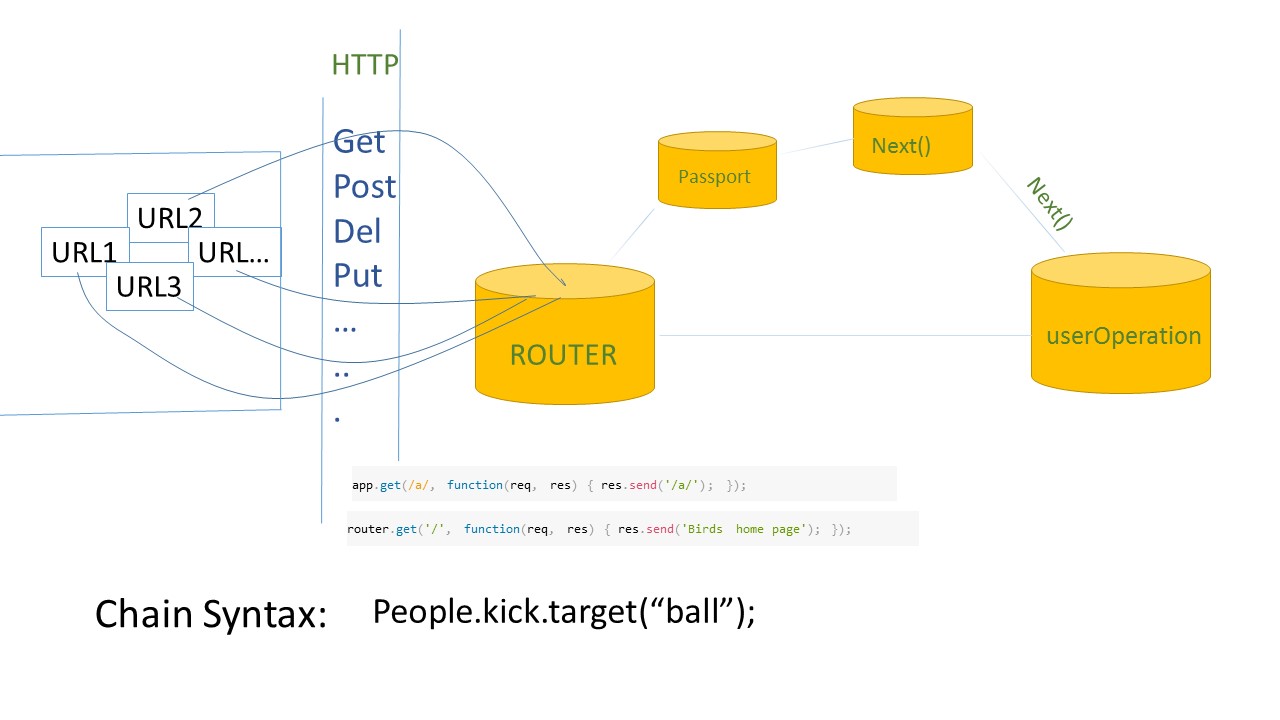 HTTP
Get
Post
Del
Put
...
..
.
URL2
URL1
URL...
URL3
Passport
Next()
Next()
ROUTER
userOperation
app.get(/a/, function(req, res) { res.send('/a/'); });
router.get('/', function(req, res) { res.send('Birds home page'); });
Chain Syntax: People.kick.target(“ball”);